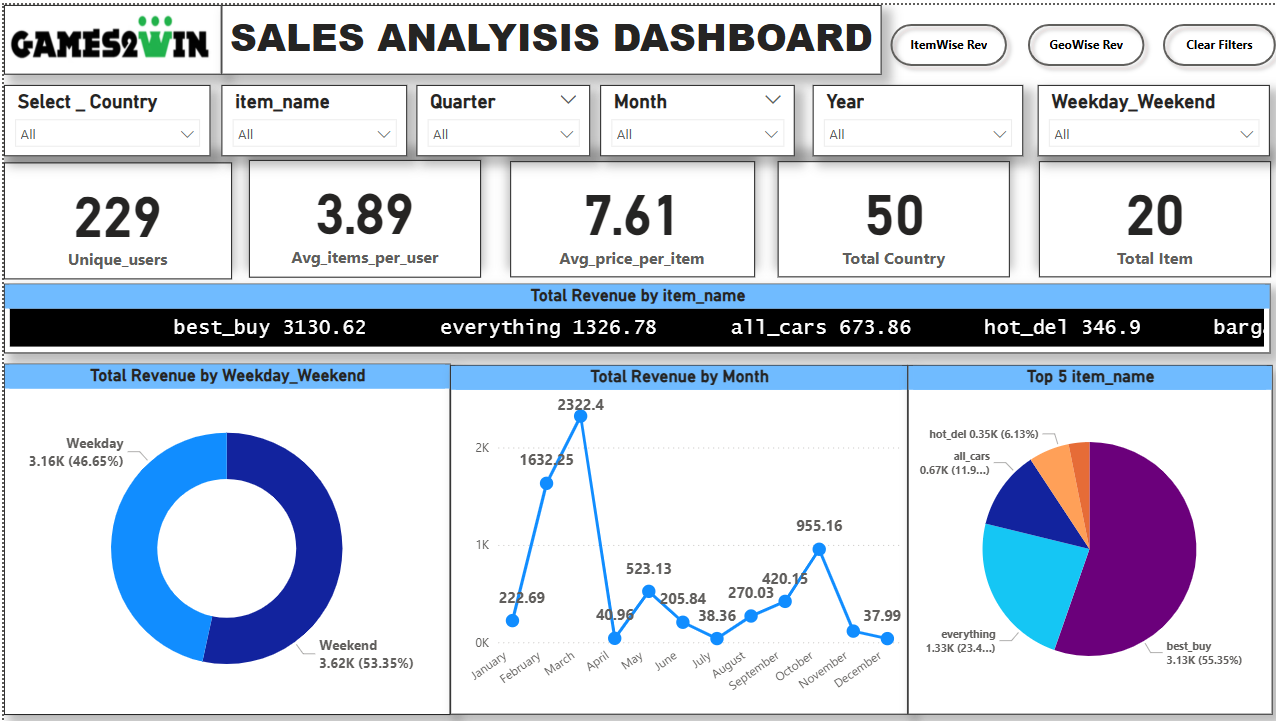 GAMES2WIN
SALES ANALYISIS DASHBOARD
ItemWise Rev
GeoWise Rev
Clear Filters
Select _ Country
All
item_name
All
Quarter
All
Month
All
Year
All
Weekday_Weekend
All
229
Unique_users
3.89
Avg_items_per_user
7.61
Avg_price_per_item
50
Total Country
20
Total Item
Total Revenue by item_name
best_buy 3130.62 everything 1326.78 all_cars 673.86 hot_del 346.9
Total Revenue by Weekday_Weekend
Weekday
3.16K (46.65%)
Weekend
3.62K (53.35%)
Total Revenue by Month
2K
1K
0K
222.69
1632.25
2322.4
40.96
523.13
205.84
38.36
270.03
420.15
955.16
37.99
January
February
March
April
May
June
July
August
September
October
November
December
Top 5 item_name
hot_del 0.35K (6.13%)
all_cars
0.67K (11.9...)
everything
1.33K (23.4...)
best_buy
3.13K (55.35%)